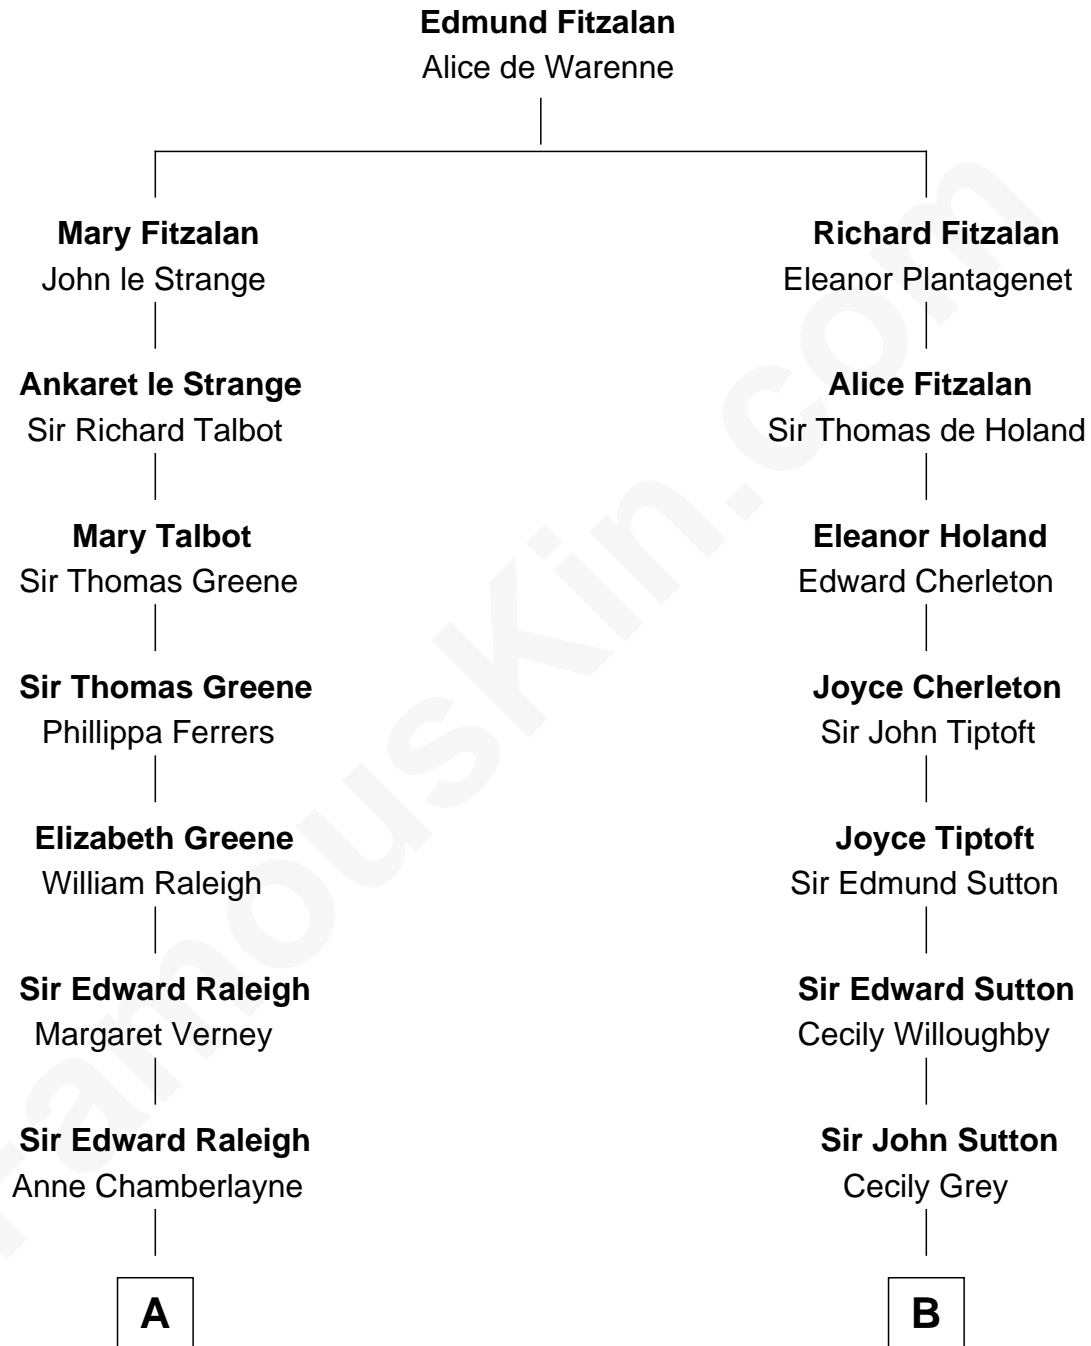 Edmund Fitzalan
Alice de Warenne
Mary Fitzalan
John le Strange
Richard Fitzalan
Eleanor Plantagenet
Ankaret le Strange
Sir Richard Talbot
Alice Fitzalan
Sir Thomas de Holand
Mary Talbot
Sir Thomas Greene
Eleanor Holand
Edward Cherleton
Sir Thomas Greene
Phillippa Ferrers
Joyce Cherleton
Sir John Tiptoft
Elizabeth Greene
William Raleigh
Joyce Tiptoft
Sir Edmund Sutton
Sir Edward Raleigh
Margaret Verney
Sir Edward Sutton
Cecily Willoughby
Sir Edward Raleigh
Anne Chamberlayne
Sir John Sutton
Cecily Grey
A
B
FamousKin.com